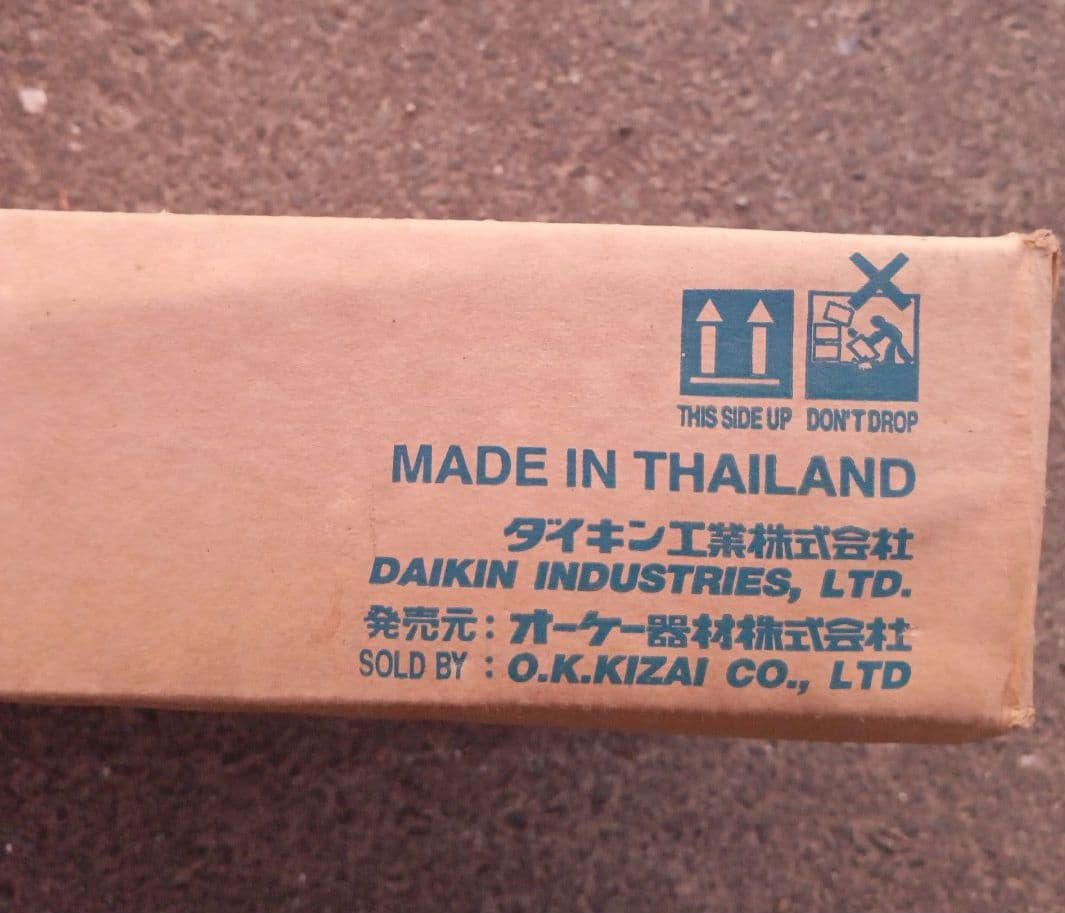 THIS SIDE UP DON'T DROP
MADE IN THAILAND
ダイキン工業株式会社
DAIKIN INDUSTRIES, LTD.
発売元：オーケー器材株式会社
SOLD BY : O.K.KIZAI CO., LTD